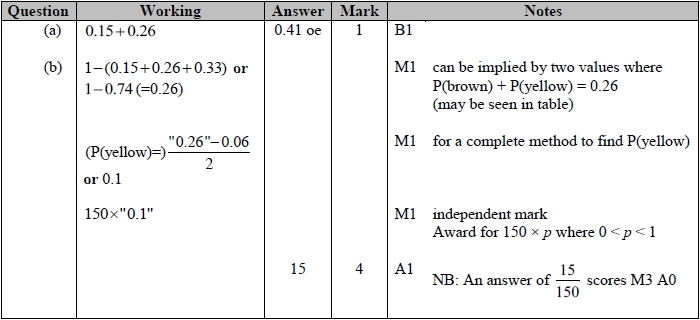 Question Working Answer Mark Notes
(a) 0.15+0.26 0.41 oe 1 B1
(b) 1–(0.15+0.26+0.33) or M1 can be implied by two values where
1–0.74 (=0.26) P(brown) + P(yellow) = 0.26
(may be seen in table)
(P(yellow)=) "0.26"–0.06 / 2 M1 for a complete method to find P(yellow)
or 0.1
150×"0.1" M1 independent mark
Award for 150 × p where 0 < p < 1
15 4 A1 NB: An answer of 15/150 scores M3 A0